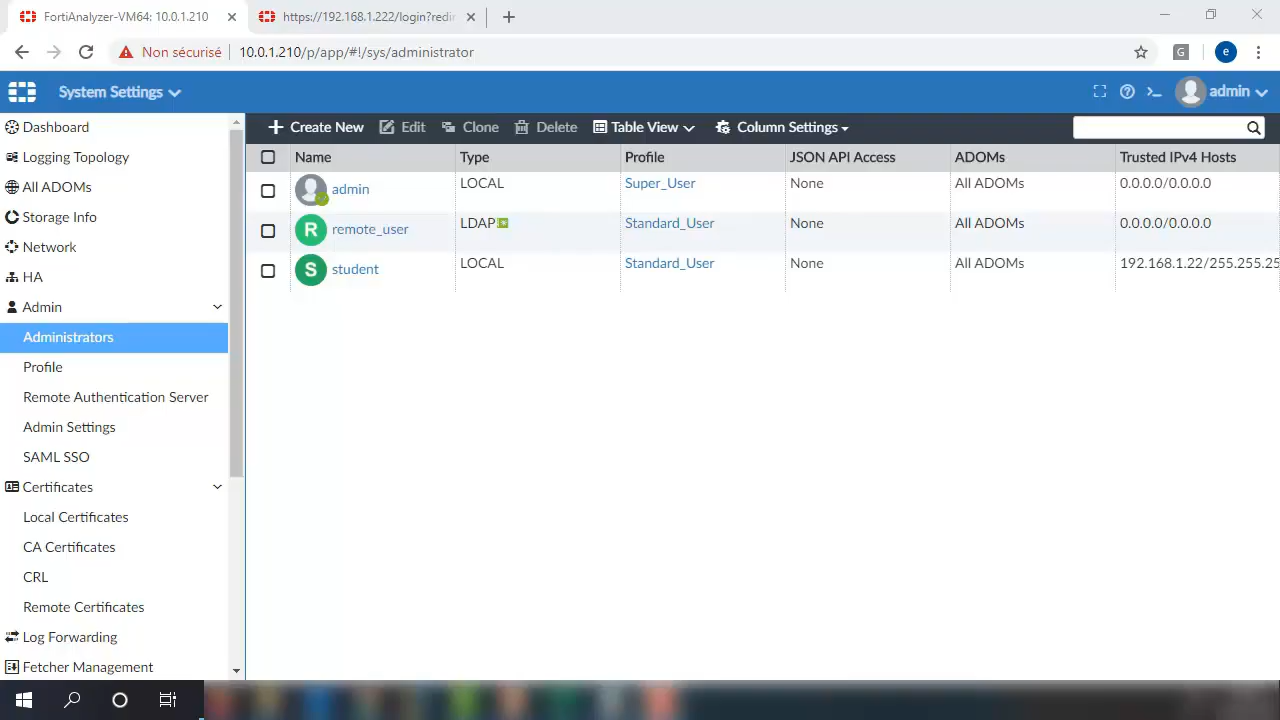 FortiAnalyzer-VM64: 10.0.1.210
https://192.168.1.222/login?redir
Non sécurisé
10.0.1.210/p/app/#!/sys/administrator
G
e
System Settings
admin
Dashboard
Logging Topology
All ADOMs
Storage Info
Network
HA
Admin
Administrators
Profile
Remote Authentication Server
Admin Settings
SAML SSO
Certificates
Local Certificates
CA Certificates
CRL
Remote Certificates
Log Forwarding
Fetcher Management
Create New Edit Clone Delete Table View Column Settings
Name Type Profile JSON API Access ADOMs Trusted IPv4 Hosts
admin LOCAL Super_User None All ADOMs 0.0.0.0/0.0.0.0
R remote_user LDAP Standard_User None All ADOMs 0.0.0.0/0.0.0.0
S student LOCAL Standard_User None All ADOMs 192.168.1.22/255.255.25